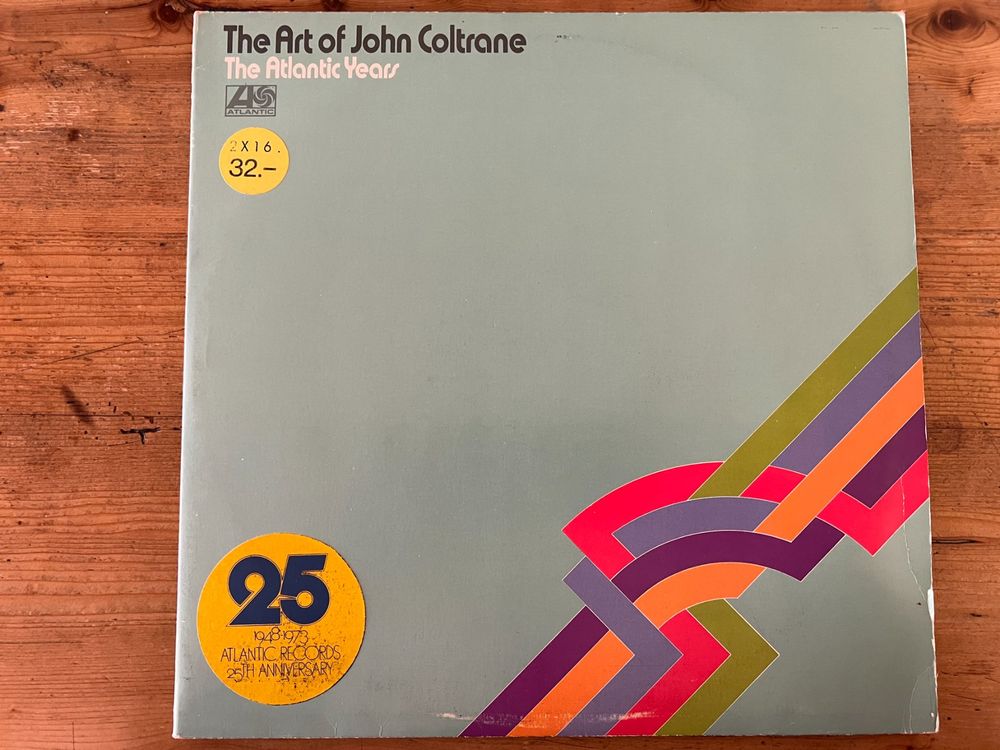 The Art of John Coltrane
The Atlantic Years
ATLANTIC
2X16.
32.–
25
1948-1973
ATLANTIC RECORDS
25TH ANNIVERSARY